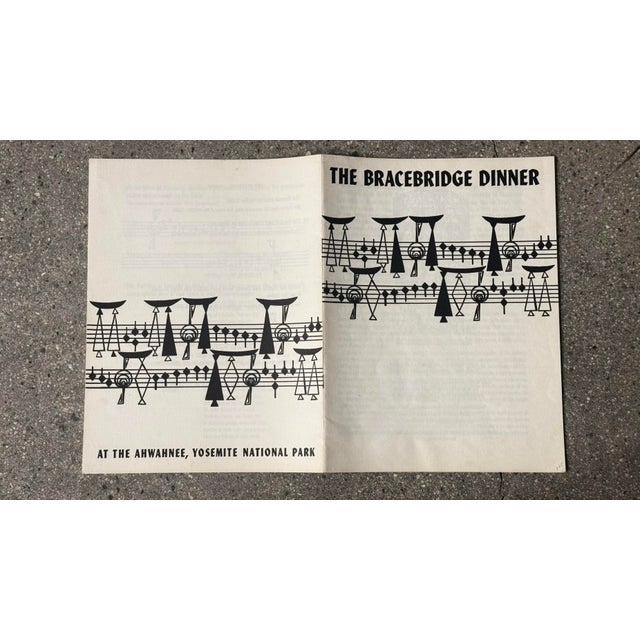 THE BRACEBRIDGE DINNER
AT THE AHWAHNEE, YOSEMITE NATIONAL PARK